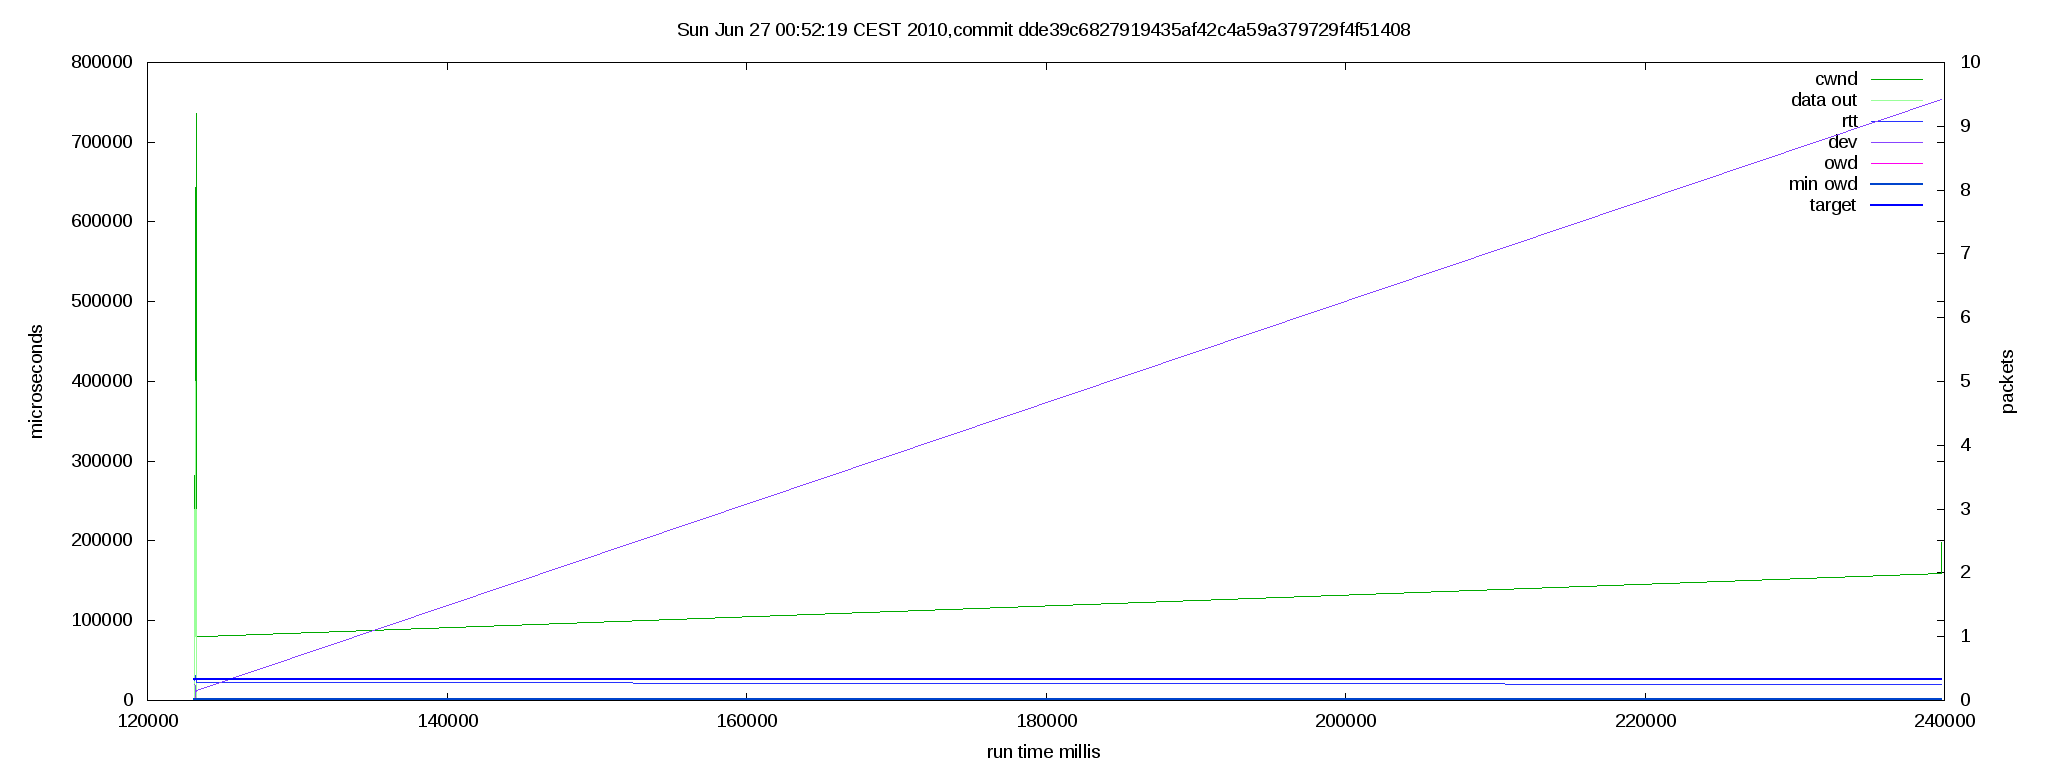 Sun Jun 27 00:52:19 CEST 2010,commit dde39c6827919435af42c4a59a379729f4f51408
800000
700000
600000
500000
400000
300000
200000
100000
0
microseconds
cwnd
data out
rtt
dev
owd
min owd
target
10
9
8
7
6
5
4
3
2
1
0
packets
120000 140000 160000 180000 200000 220000 240000
run time millis